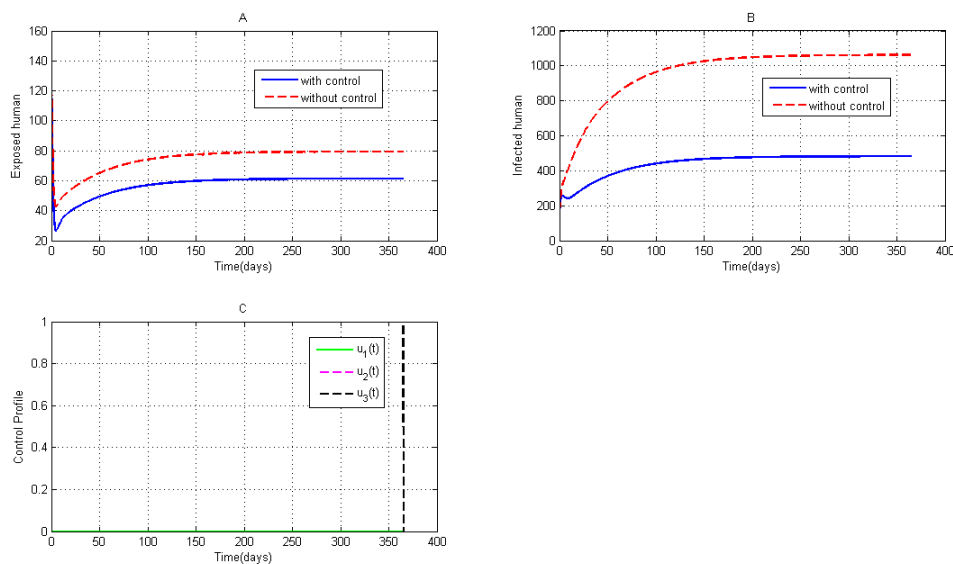 A
160
140
120
100
80
60
40
20
Exposed human
with control
without control
0 50 100 150 200 250 300 350 400
Time(days)
B
1200
1000
800
600
400
200
0
Infected human
with control
without control
0 50 100 150 200 250 300 350 400
Time(days)
C
1
0.8
0.6
0.4
0.2
0
Control Profile
u1(t)
u2(t)
u3(t)
0 50 100 150 200 250 300 350 400
Time(days)